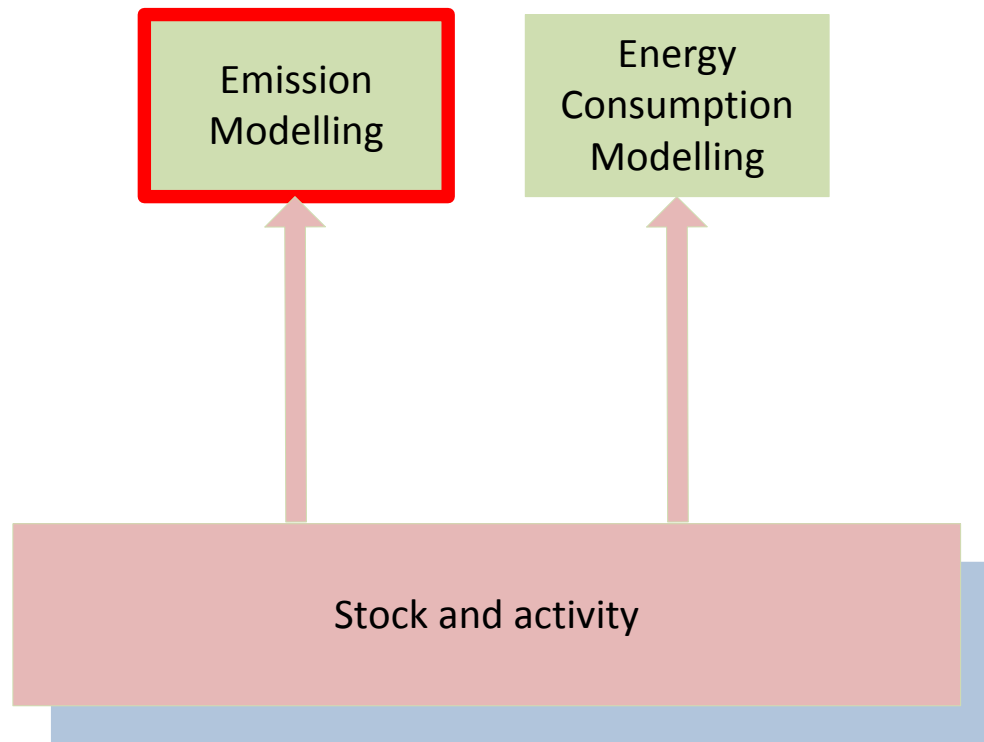 Emission
Modelling
Energy
Consumption
Modelling
Stock and activity